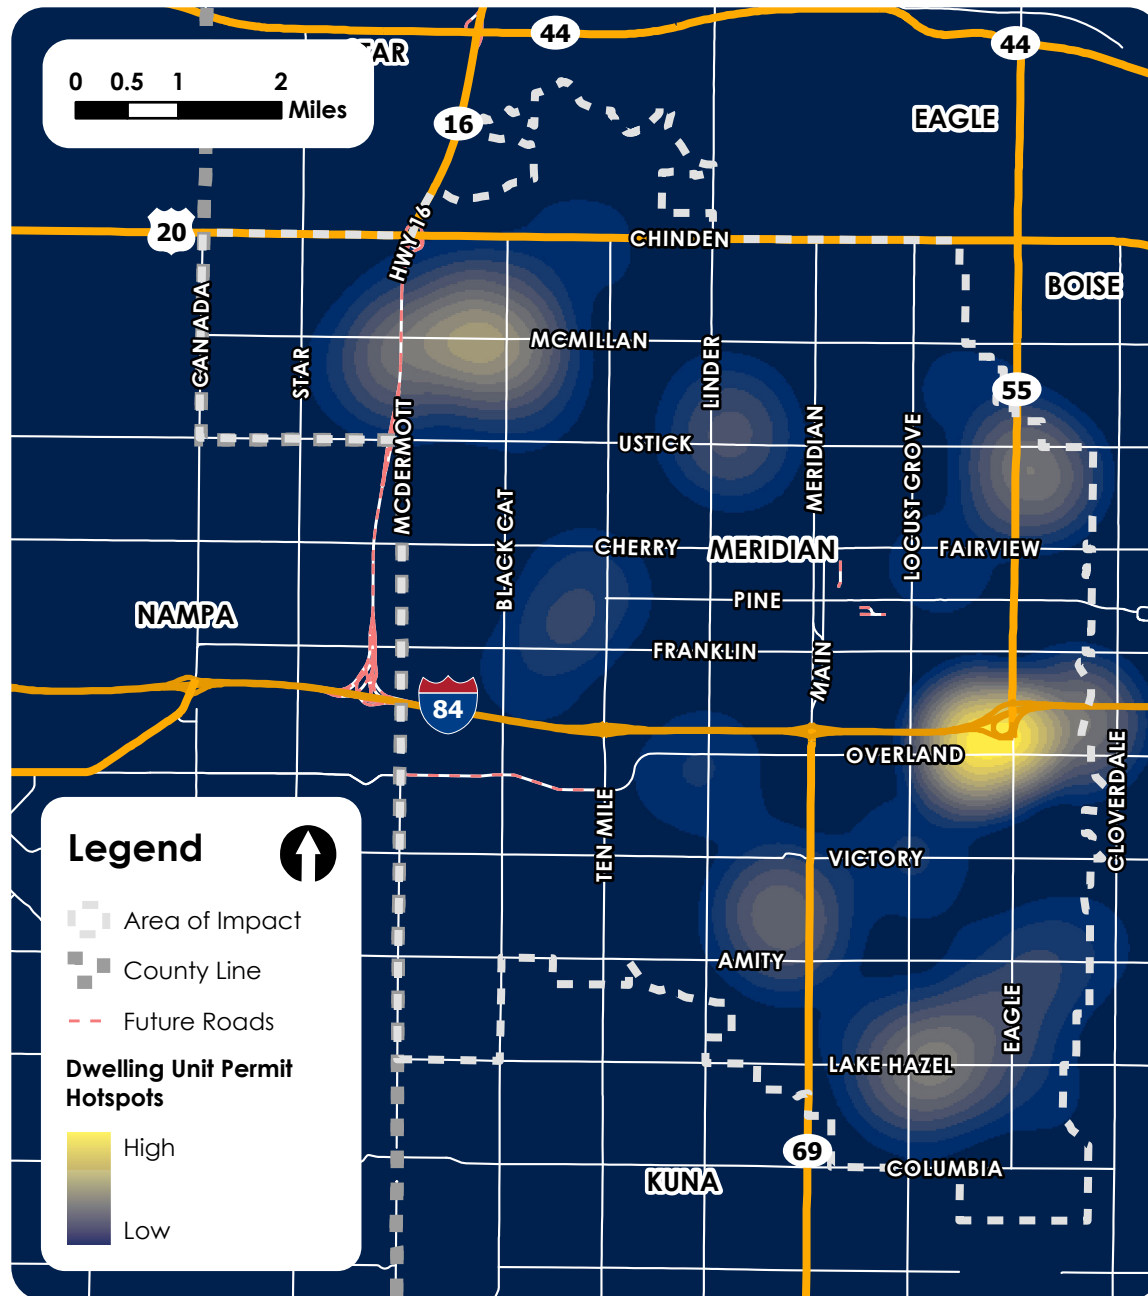 44
44
TAR
0 0.5 1 2
Miles
16
EAGLE
20
HWY 16
CHINDEN
BOISE
CANADA
STAR
MCMILLAN
LINDER
55
MCDERMOTT
USTICK
MERIDIAN
LOCUST GROVE
BLACK CAT
CHERRY
MERIDIAN
FAIRVIEW
NAMPA
PINE
FRANKLIN
MAIN
84
OVERLAND
CLOVERDALE
TEN MILE
VICTORY
AMITY
EAGLE
LAKE HAZEL
69
COLUMBIA
KUNA
Legend
Area of Impact
County Line
Future Roads
Dwelling Unit Permit
Hotspots
High
Low